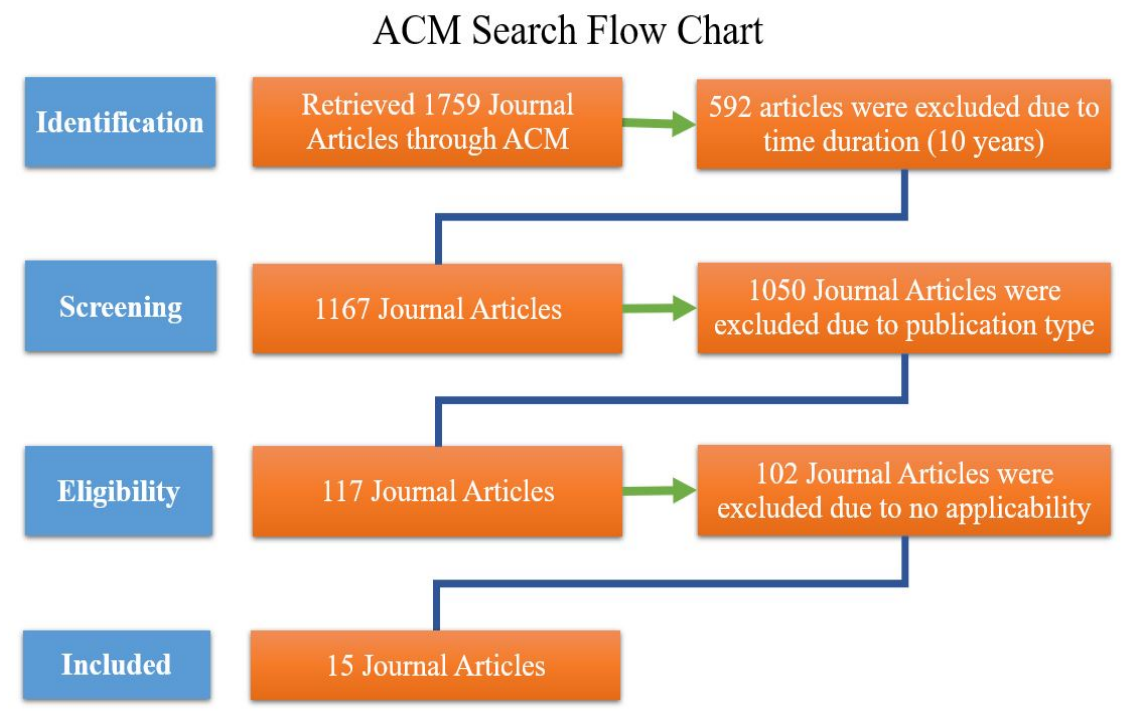 ACM Search Flow Chart
Identification
Retrieved 1759 Journal
Articles through ACM
592 articles were excluded due to
time duration (10 years)
Screening
1167 Journal Articles
1050 Journal Articles were
excluded due to publication type
Eligibility
117 Journal Articles
102 Journal Articles were
excluded due to no applicability
Included
15 Journal Articles